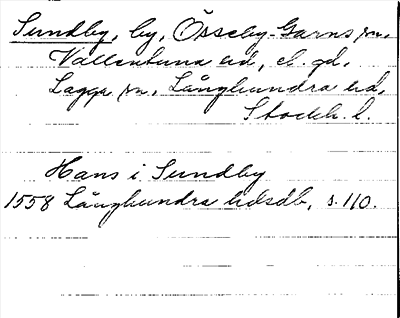 Sundby, by, Össeby-Garns sn,
Vallentuna hd, el. gd,
Lagga sn, Långhundra hd,
Stockh. l.
Hans i Sundby
1558 Långhundra hdsdb, s. 110.